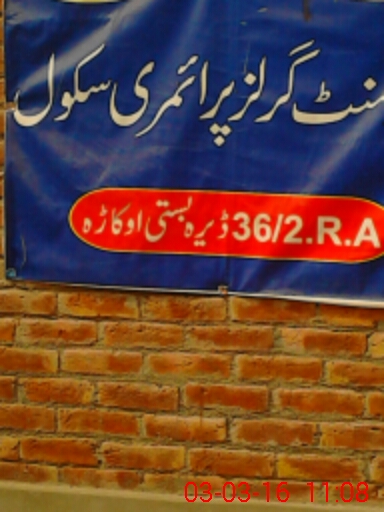 منٹ گرلز پرائمری سکول
36/2.R.A ڈیرہ بستی اوکاڑہ
03-03-16 11:08